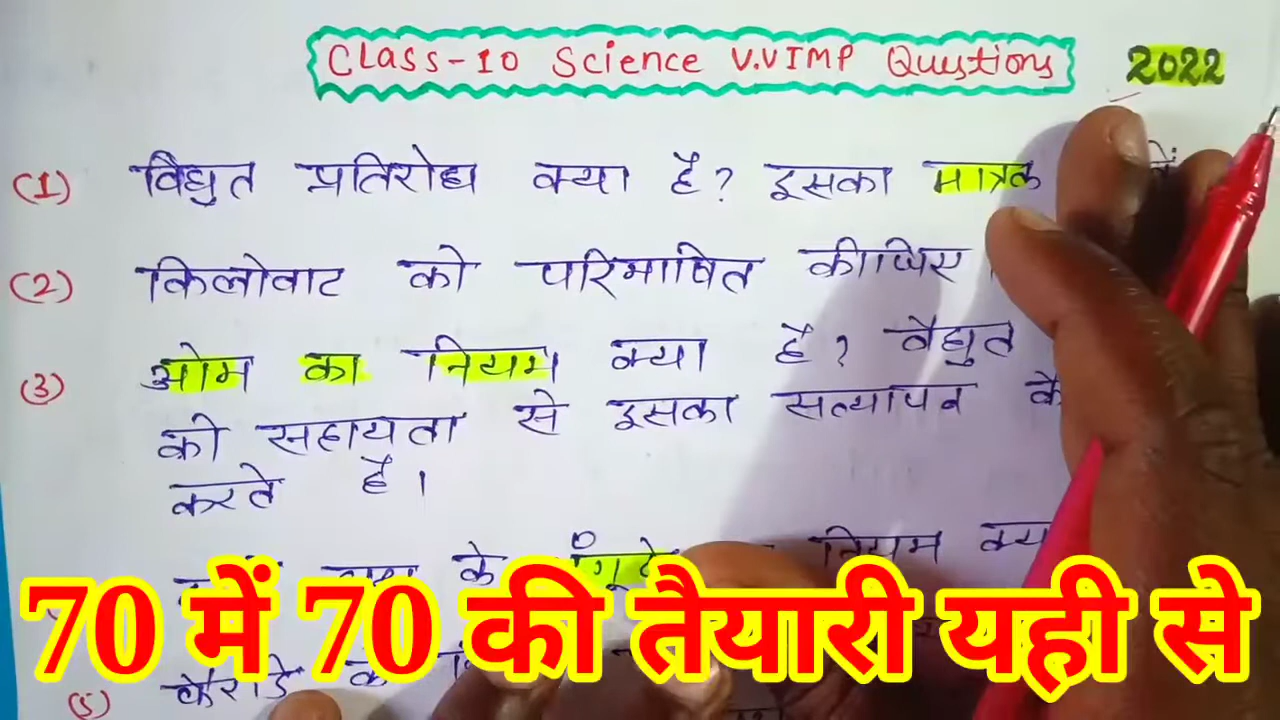 Class-10 Science V.VIMP Questions 2022
(1) विद्युत प्रतिरोध क्या है? इसका मात्रक
(2) किलोवाट को परिभाषित कीजिए
(3) ओम का नियम क्या है? वैद्युत
की सहायता से इसका सत्यापन कै
करते है।
के अंगूठे नियम क्या
70 में 70 की तैयारी यही से
(5) फैराडे के